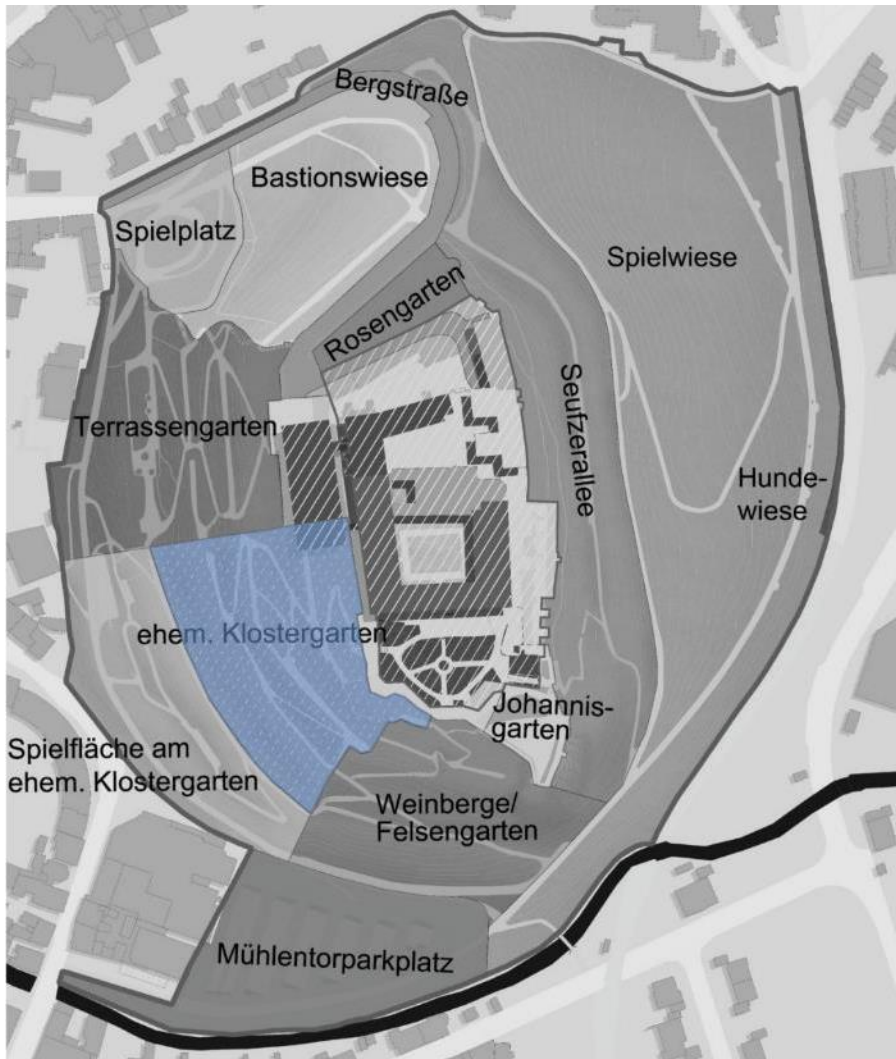 Bergstraße
Bastionswiese
Spielplatz
Spielwiese
Rosengarten
Terrassengarten
Seufzerallee
Hunde-
wiese
ehem. Klostergarten
Johannis-
garten
Spielfläche am
ehem. Klostergarten
Weinberge/
Felsengarten
Mühlentorparkplatz